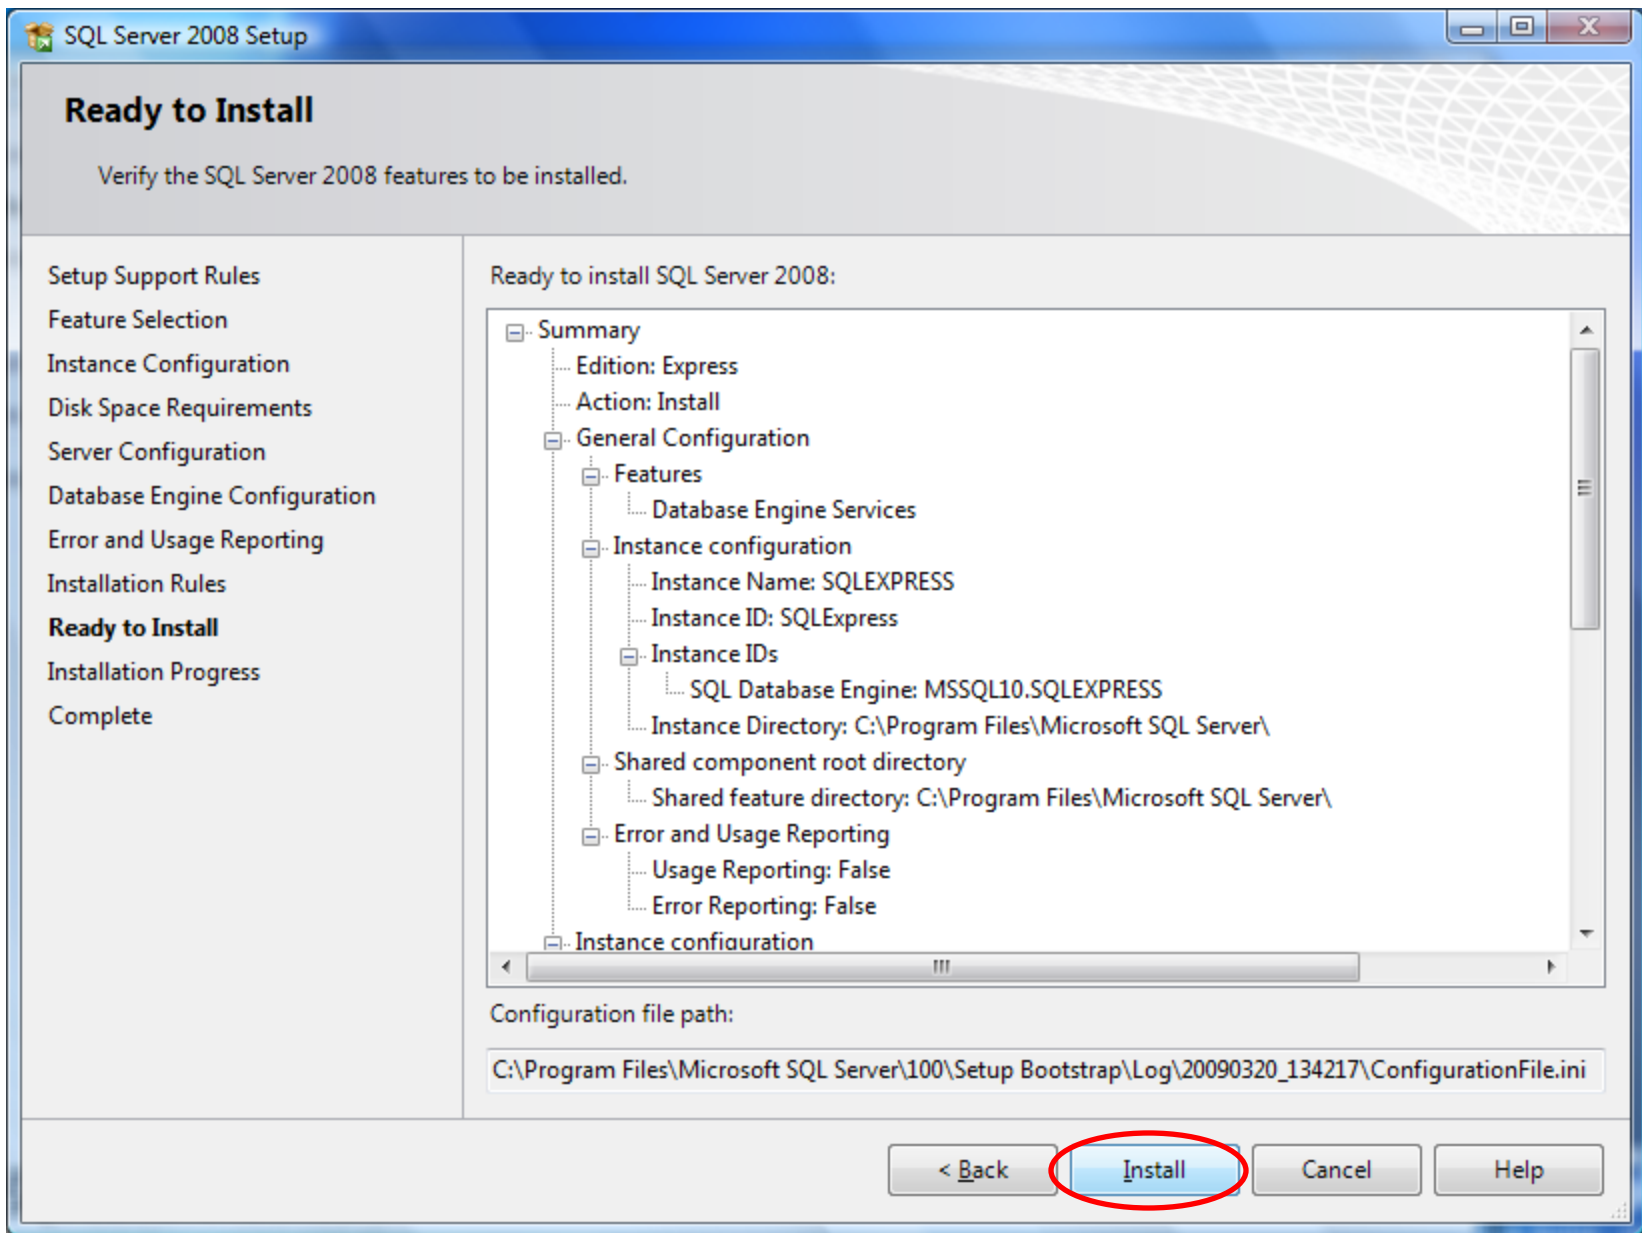 SQL Server 2008 Setup
Ready to Install
Verify the SQL Server 2008 features to be installed.
Setup Support Rules
Feature Selection
Instance Configuration
Disk Space Requirements
Server Configuration
Database Engine Configuration
Error and Usage Reporting
Installation Rules
Ready to Install
Installation Progress
Complete
Ready to install SQL Server 2008:
Summary
Edition: Express
Action: Install
General Configuration
Features
Database Engine Services
Instance configuration
Instance Name: SQLEXPRESS
Instance ID: SQLExpress
Instance IDs
SQL Database Engine: MSSQL10.SQLEXPRESS
Instance Directory: C:\Program Files\Microsoft SQL Server\
Shared component root directory
Shared feature directory: C:\Program Files\Microsoft SQL Server\
Error and Usage Reporting
Usage Reporting: False
Error Reporting: False
Instance configuration
Configuration file path:
C:\Program Files\Microsoft SQL Server\100\Setup Bootstrap\Log\20090320_134217\ConfigurationFile.ini
< Back
Install
Cancel
Help